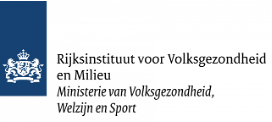 Rijksinstituut voor Volksgezondheid
en Milieu
Ministerie van Volksgezondheid,
Welzijn en Sport